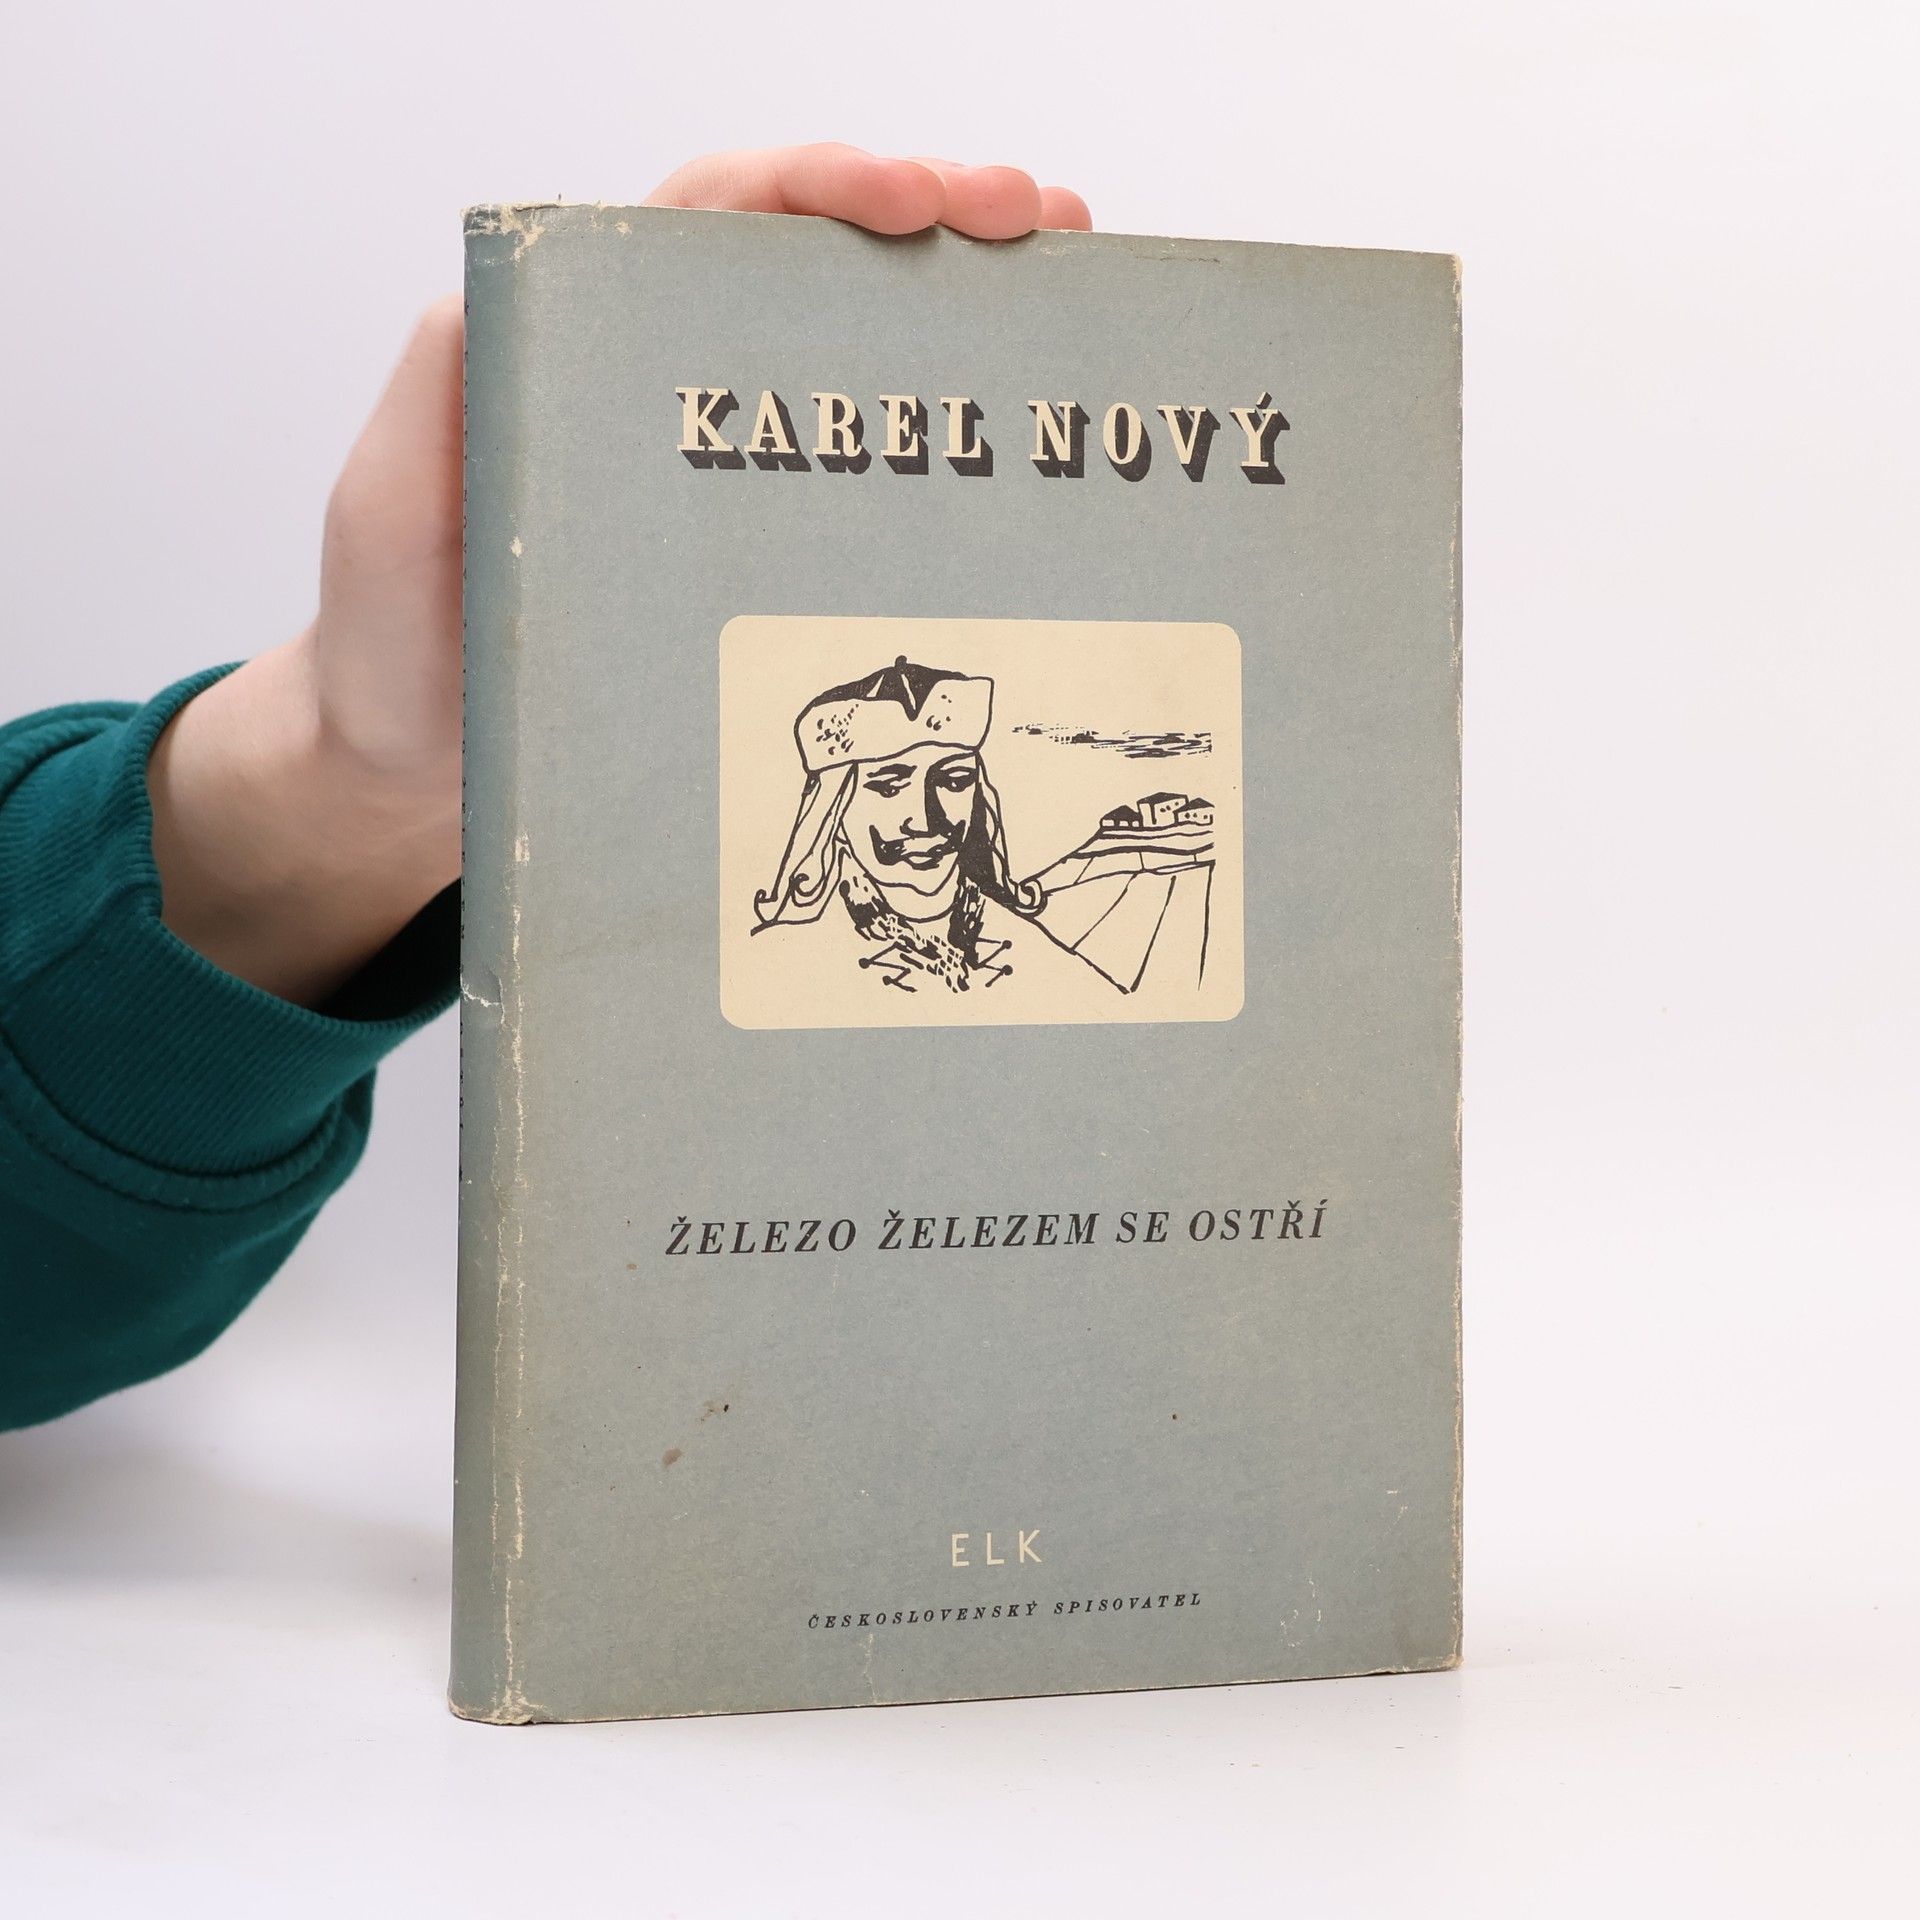 KAREL NOVÝ
ŽELEZO ŽELEZEM SE OSTŘÍ
ELK
ČESKOSLOVENSKÝ SPISOVATEL